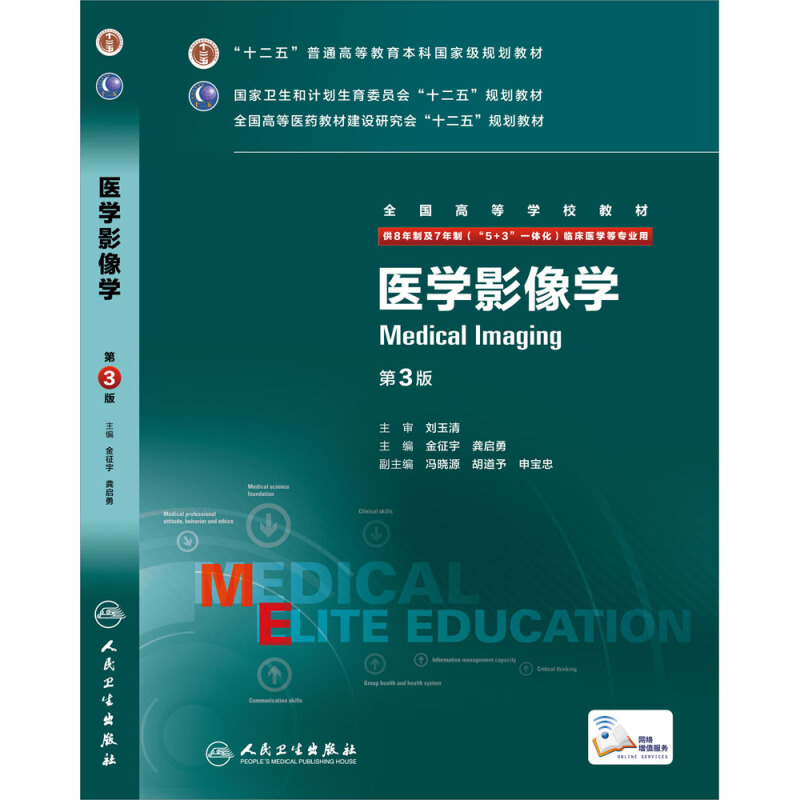 医学影像学
第
3
版
主编 金征宇 龚启勇
人民卫生出版社
“十二五”普通高等教育本科国家级规划教材
国家卫生和计划生育委员会“十二五”规划教材
全国高等医药教材建设研究会“十二五”规划教材
全国高等学校教材
供8年制及7年制（“5+3”一体化）临床医学等专业用
医学影像学
Medical Imaging
第3版
主 审 刘玉清
主 编 金征宇 龚启勇
副主编 冯晓源 胡道予 申宝忠
Medical science
foundation
Medical professional
attitude, behavior and ethics
Clinical skills
MEDICAL
ELITE EDUCATION
Information management capacity
Critical thinking
Group health and health system
Communication skills
人民卫生出版社
PEOPLE'S MEDICAL PUBLISHING HOUSE
网络
增值服务
ONLINE SERVICES